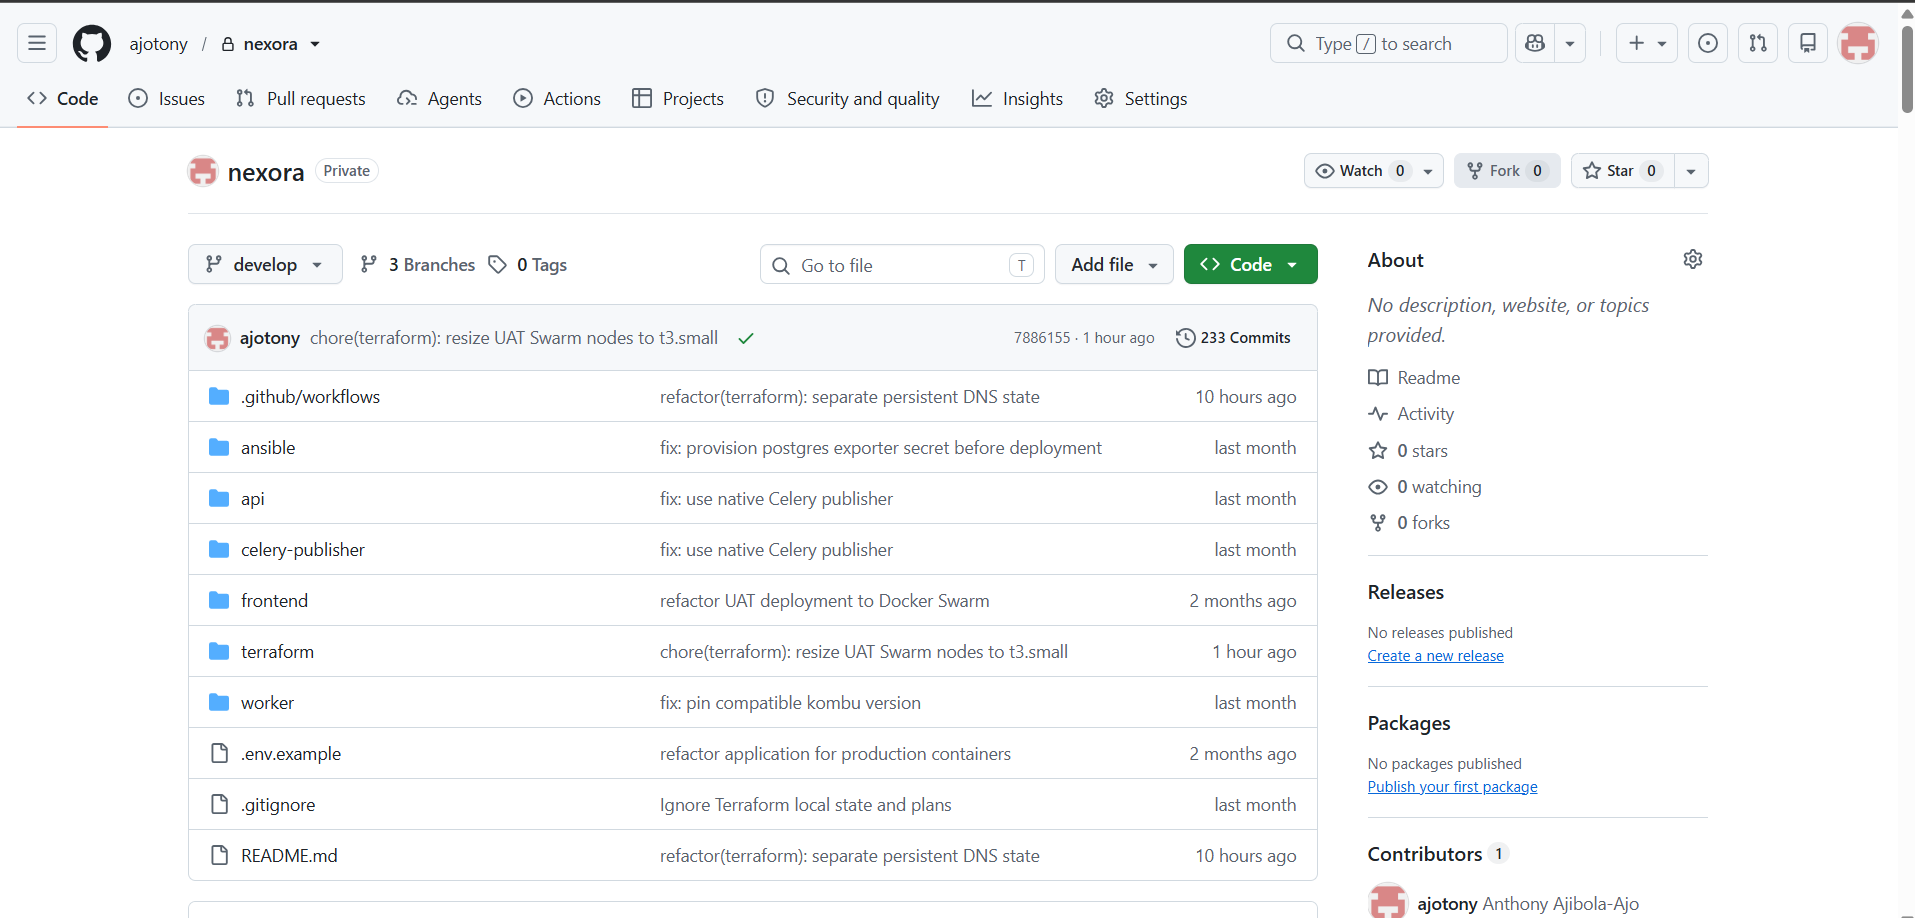 ajotony / nexora
Type / to search
Code Issues Pull requests Agents Actions Projects Security and quality Insights Settings
nexora Private
Watch 0 Fork 0 Star 0
develop 3 Branches 0 Tags Go to file T Add file Code
ajotony chore(terraform): resize UAT Swarm nodes to t3.small 7886155 · 1 hour ago 233 Commits
.github/workflows refactor(terraform): separate persistent DNS state 10 hours ago
ansible fix: provision postgres exporter secret before deployment last month
api fix: use native Celery publisher last month
celery-publisher fix: use native Celery publisher last month
frontend refactor UAT deployment to Docker Swarm 2 months ago
terraform chore(terraform): resize UAT Swarm nodes to t3.small 1 hour ago
worker fix: pin compatible kombu version last month
.env.example refactor application for production containers 2 months ago
.gitignore Ignore Terraform local state and plans last month
README.md refactor(terraform): separate persistent DNS state 10 hours ago
About
No description, website, or topics
provided.
Readme
Activity
0 stars
0 watching
0 forks
Releases
No releases published
Create a new release
Packages
No packages published
Publish your first package
Contributors 1
ajotony Anthony Ajibola-Ajo